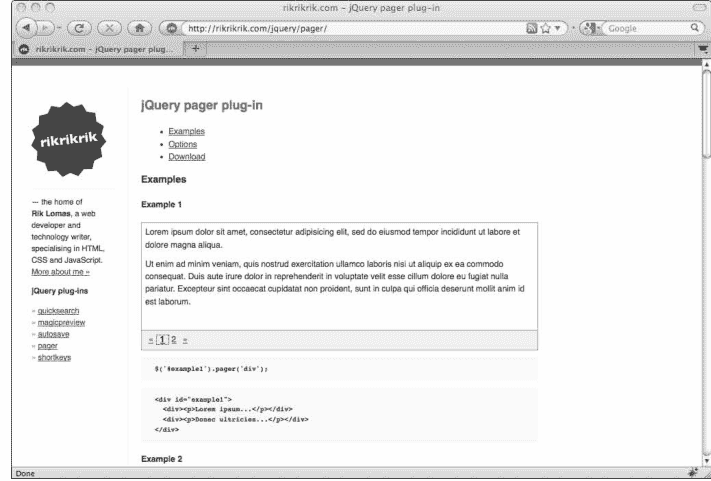 rikrikrik.com – jQuery pager plug-in
http://rikrikrik.com/jquery/pager/
Google
rikrikrik.com – jQuery pager plug...
+
rikrikrik
— the home of
Rik Lomas, a web
developer and
technology writer,
specialising in HTML,
CSS and JavaScript.
More about me »
jQuery plug-ins
» quicksearch
» magicpreview
» autosave
» pager
» shortkeys
jQuery pager plug-in
• Examples
• Options
• Download
Examples
Example 1
Lorem ipsum dolor sit amet, consectetur adipisicing elit, sed do eiusmod tempor incididunt ut labore et
dolore magna aliqua.
Ut enim ad minim veniam, quis nostrud exercitation ullamco laboris nisi ut aliquip ex ea commodo
consequat. Duis aute irure dolor in reprehenderit in voluptate velit esse cillum dolore eu fugiat nulla
pariatur. Excepteur sint occaecat cupidatat non proident, sunt in culpa qui officia deserunt mollit anim id
est laborum.
« 1 2 »
$('#example1').pager('div');
<div id="example1">
<div><p>Lorem ipsum...</p></div>
<div><p>Donec ultricies...</p></div>
</div>
Example 2
Done